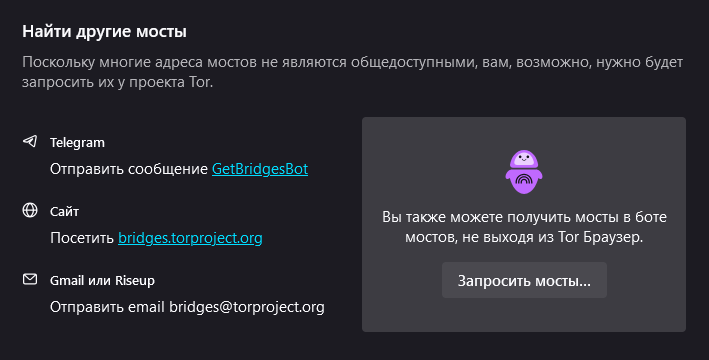 Найти другие мосты
Поскольку многие адреса мостов не являются общедоступными, вам, возможно, нужно будет
запросить их у проекта Tor.
Telegram
Отправить сообщение GetBridgesBot
Сайт
Посетить bridges.torproject.org
Gmail или Riseup
Отправить email bridges@torproject.org
Вы также можете получить мосты в боте
мостов, не выходя из Tor Браузер.
Запросить мосты...